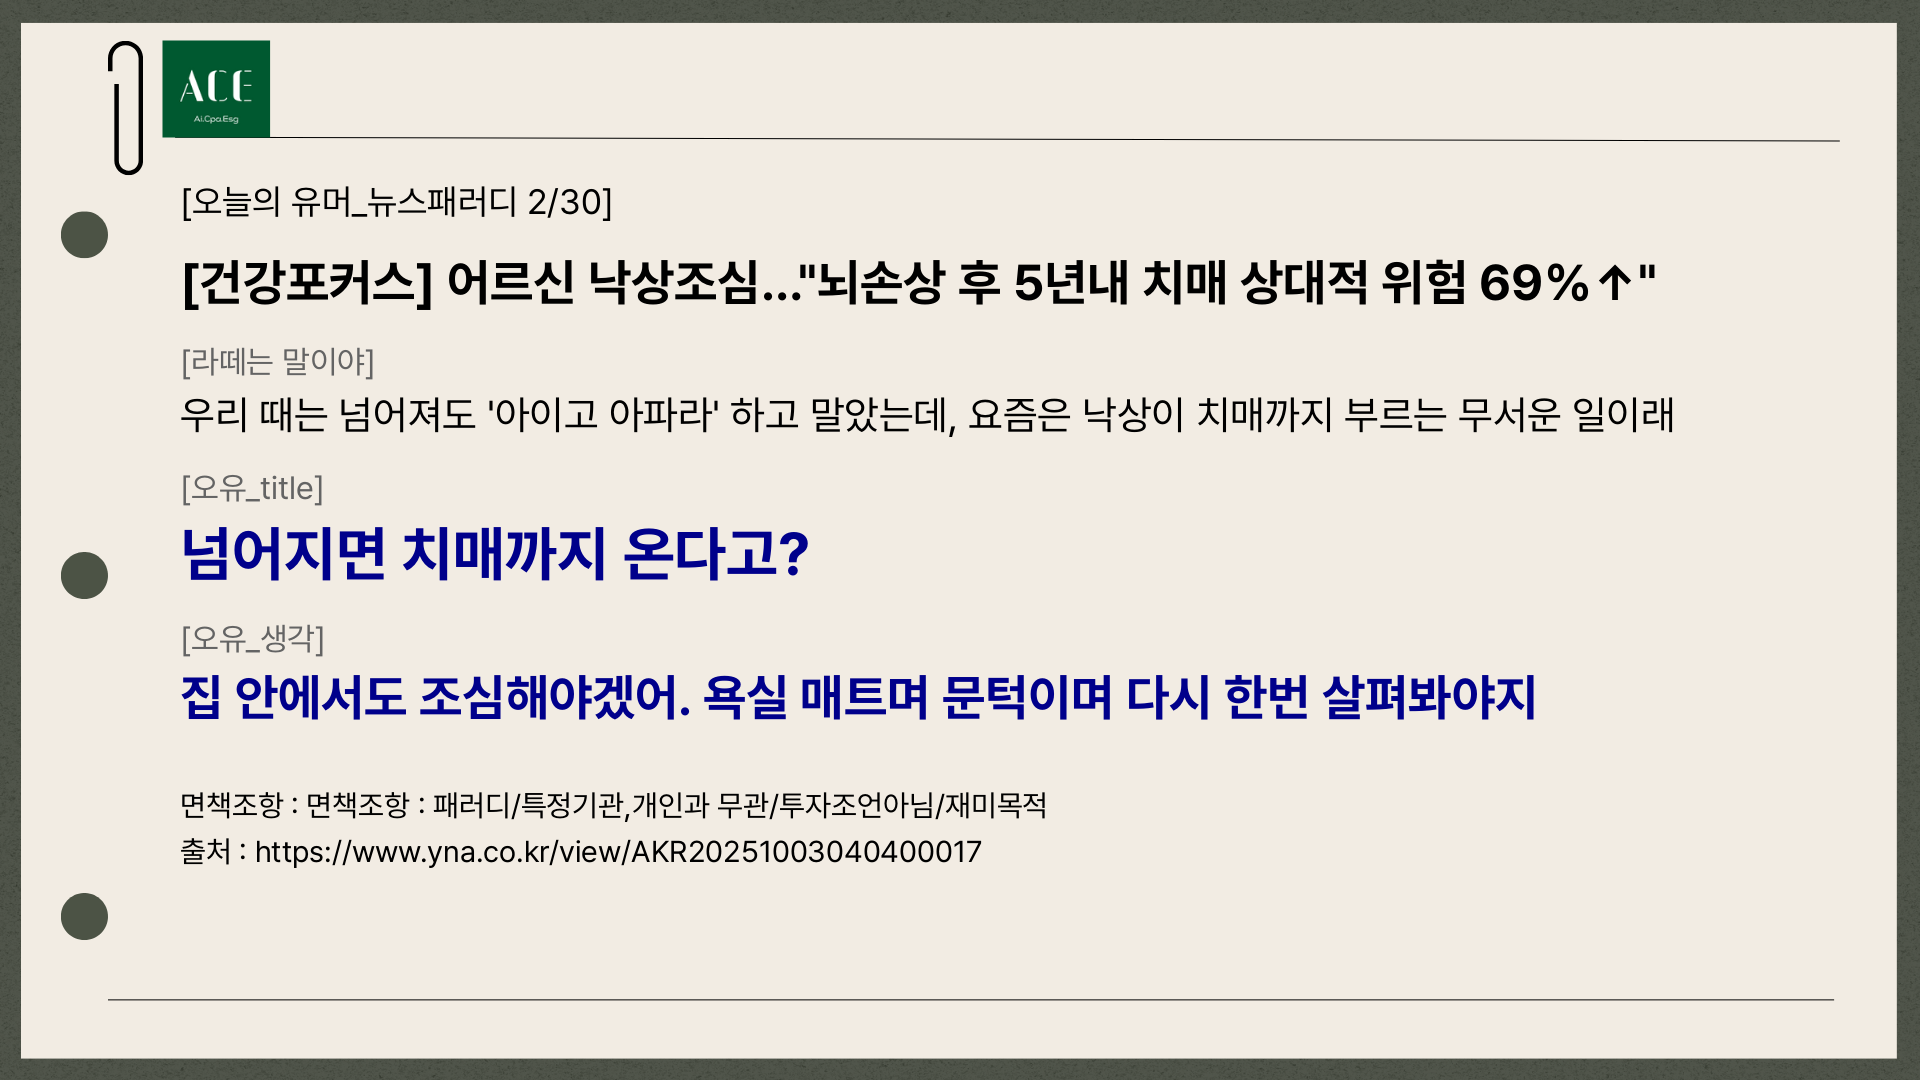 ACE
Ai.Cpa.Esg
[오늘의 유머_뉴스패러디 2/30]
[건강포커스] 어르신 낙상조심..."뇌손상 후 5년내 치매 상대적 위험 69%↑"
[라떼는 말이야]
우리 때는 넘어져도 '아이고 아파라' 하고 말았는데, 요즘은 낙상이 치매까지 부르는 무서운 일이래
[오유_title]
넘어지면 치매까지 온다고?
[오유_생각]
집 안에서도 조심해야겠어. 욕실 매트며 문턱이며 다시 한번 살펴봐야지
면책조항 : 면책조항 : 패러디/특정기관,개인과 무관/투자조언아님/재미목적
출처 : https://www.yna.co.kr/view/AKR20251003040400017